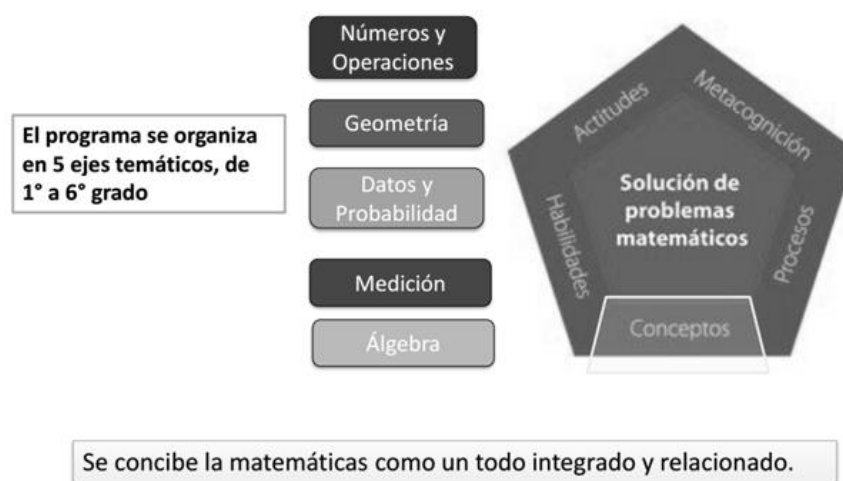 Números y
Operaciones
Geometría
Datos y
Probabilidad
Medición
Álgebra
El programa se organiza
en 5 ejes temáticos, de
1° a 6° grado
Actitudes
Metacognición
Habilidades
Procesos
Solución de
problemas
matemáticos
Conceptos
Se concibe la matemáticas como un todo integrado y relacionado.